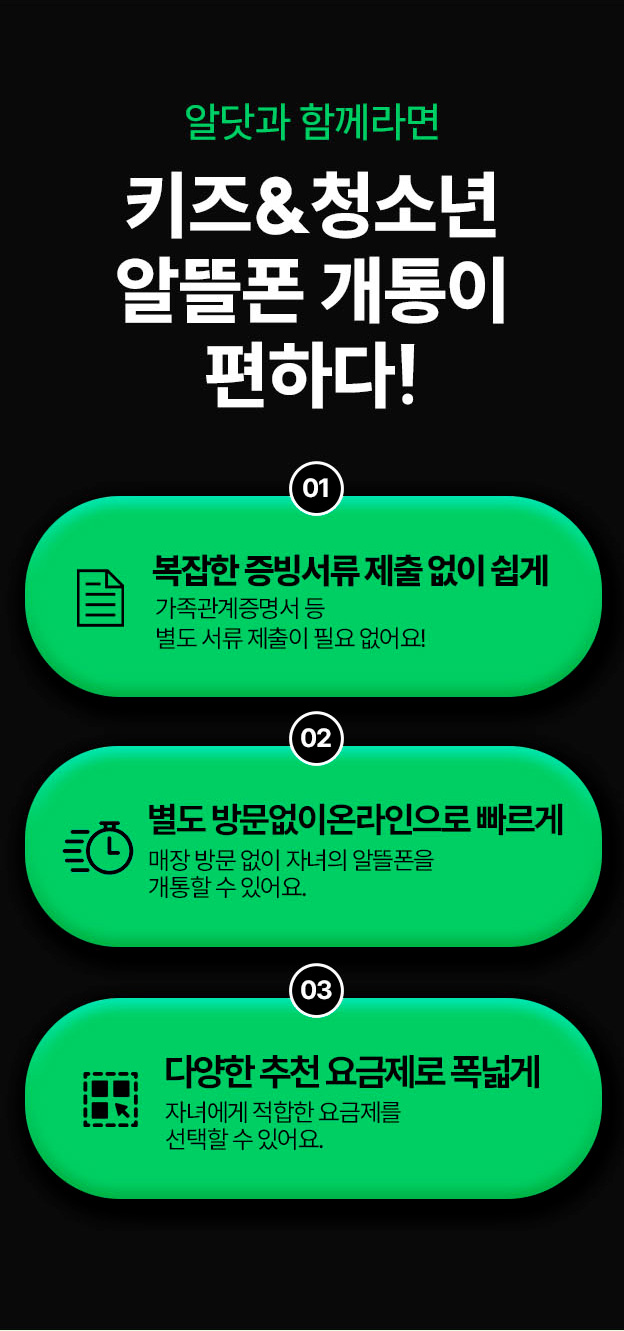 알닷과 함께라면
키즈&청소년
알뜰폰 개통이
편하다!
01
복잡한 증빙서류 제출 없이 쉽게
가족관계증명서 등
별도 서류 제출이 필요 없어요!
02
별도 방문없이온라인으로 빠르게
매장 방문 없이 자녀의 알뜰폰을
개통할 수 있어요.
03
다양한 추천 요금제로 폭넓게
자녀에게 적합한 요금제를
선택할 수 있어요.